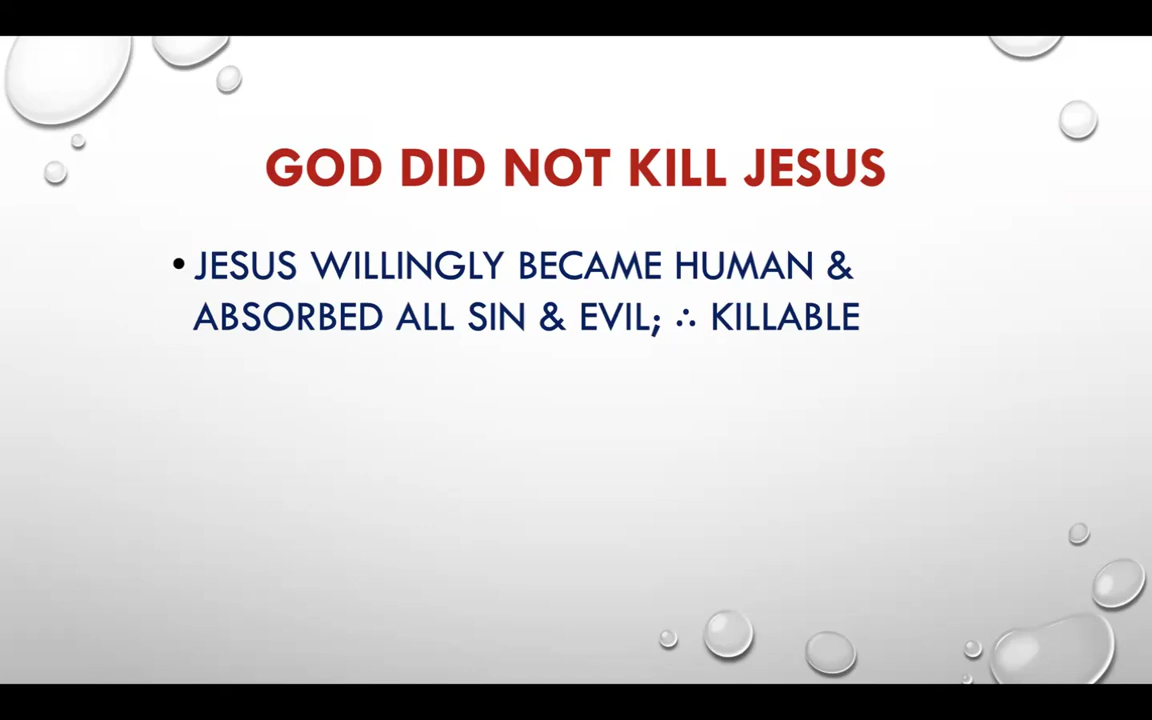 GOD DID NOT KILL JESUS
• JESUS WILLINGLY BECAME HUMAN &
ABSORBED ALL SIN & EVIL; ∴ KILLABLE